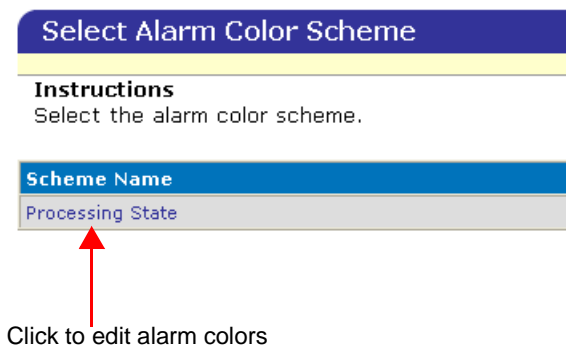 Select Alarm Color Scheme
Instructions
Select the alarm color scheme.
Scheme Name
Processing State
Click to edit alarm colors